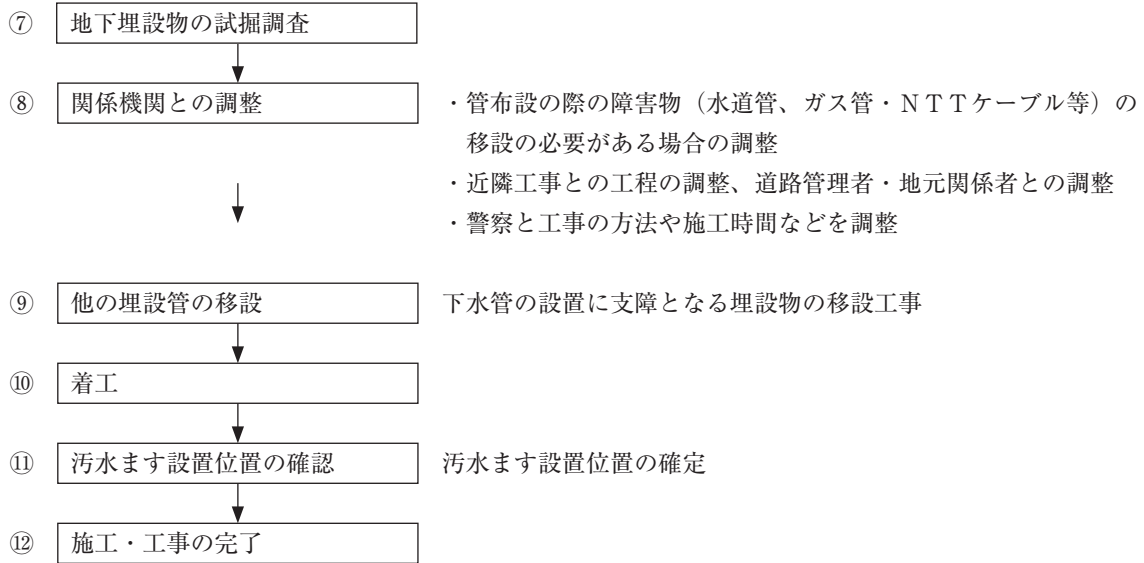 ⑦ 地下埋設物の試掘調査
⑧ 関係機関との調整
・管布設の際の障害物（水道管、ガス管・ＮＴＴケーブル等）の
移設の必要がある場合の調整
・近隣工事との工程の調整、道路管理者・地元関係者との調整
・警察と工事の方法や施工時間などを調整
⑨ 他の埋設管の移設 下水管の設置に支障となる埋設物の移設工事
⑩ 着工
⑪ 汚水ます設置位置の確認 汚水ます設置位置の確定
⑫ 施工・工事の完了